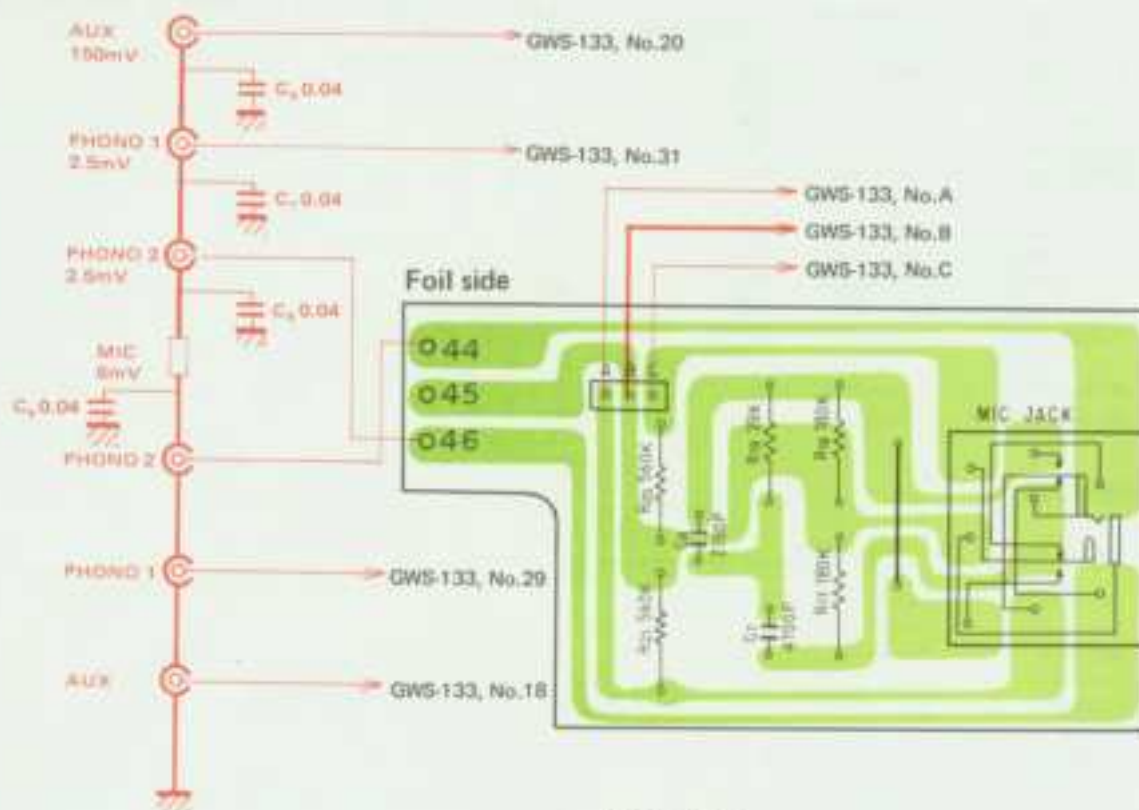 AUX
150mV
GWS-133, No.20
0.04
PHONO 1
2.5mV
GWS-133, No.31
0.04
GWS-133, No.A
GWS-133, No.B
GWS-133, No.C
PHONO 2
2.5mV
0.04
Foil side
MIC
6mV
0.04
PHONO 2
44
45
46
MIC JACK
560K
180K
4700P
PHONO 1
GWS-133, No.29
AUX
GWS-133, No.18